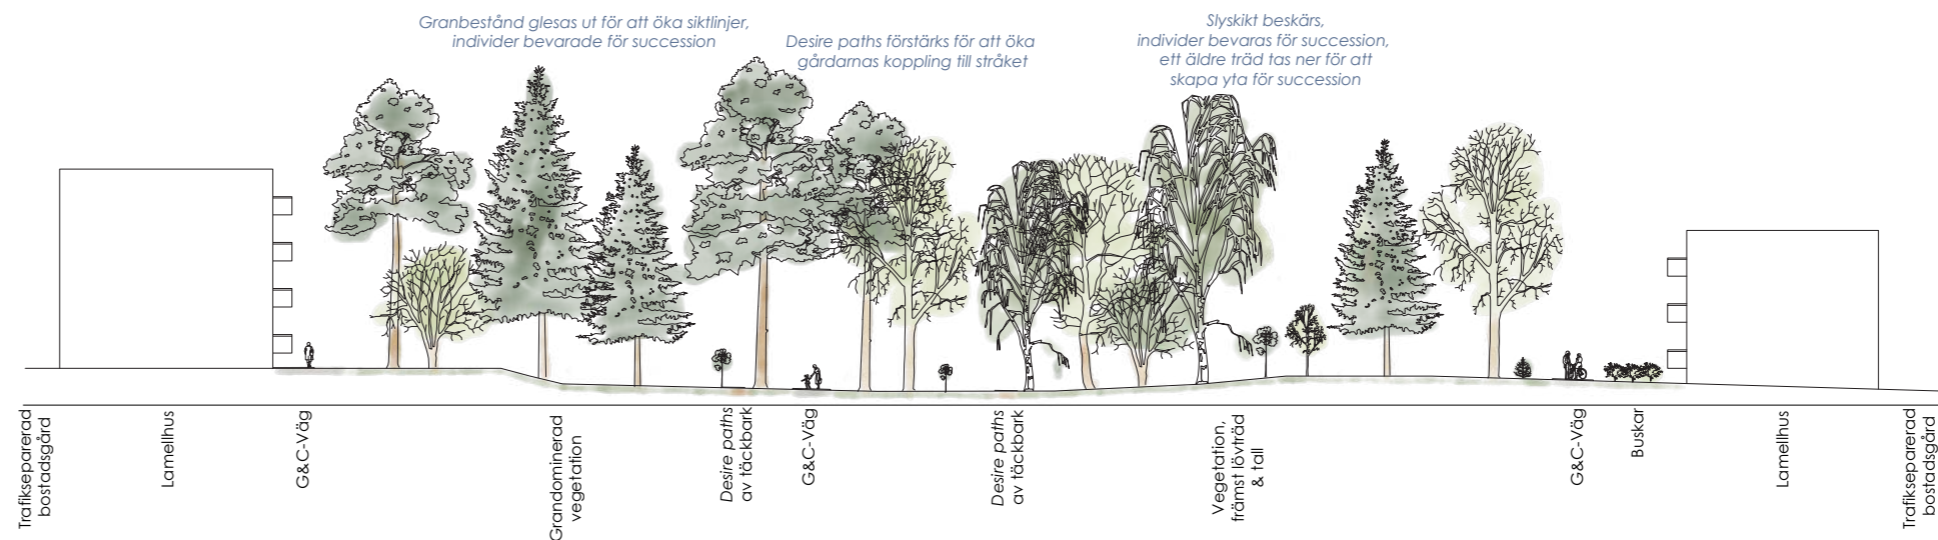 Granbestånd glesas ut för att öka siktlinjer,
individer bevarade för succession
Desire paths förstärks för att öka
gårdarnas koppling till stråket
Slyskikt beskärs,
individer bevaras för succession,
ett äldre träd tas ner för att
skapa yta för succession
Trafikseparerad
bostadsgård
Lamellhus
G&C-Väg
Grandominerad
vegetation
Desire paths
av täckbark
G&C-Väg
Desire paths
av täckbark
Vegetation,
främst lövträd
& tall
G&C-Väg
Buskar
Lamellhus
Trafikseparerad
bostadsgård